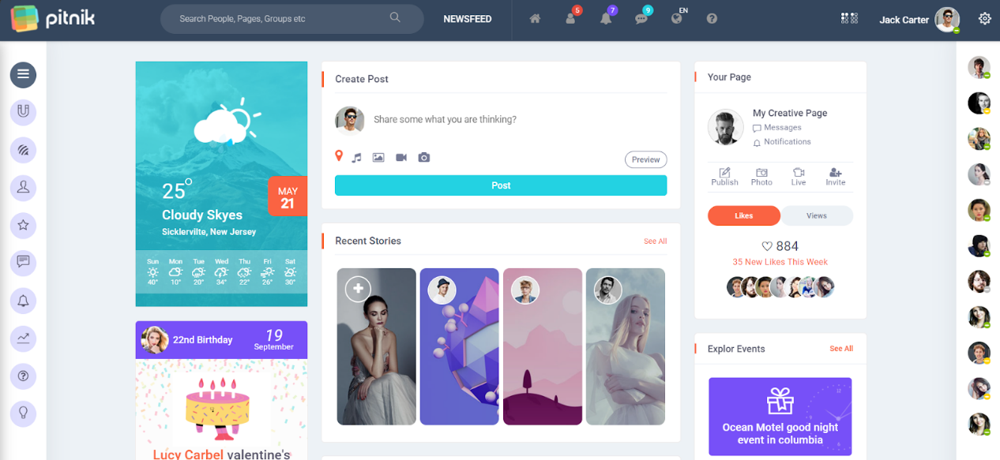 pitnik
Search People, Pages, Groups etc
NEWSFEED
5
7
9
EN
Jack Carter
25°
MAY
21
Cloudy Skyes
Sicklervilte, New Jersey
Sun Mon Tue Wed Thu Fri Sat
40° 10° 20° 34° 22° 26° 30°
22nd Birthday
19
September
Lucy Carbel valentine's
Create Post
Share some what you are thinking?
Preview
Post
Recent Stories
See All
Your Page
My Creative Page
Messages
Notifications
Publish Photo Live Invite
Likes Views
884
35 New Likes This Week
Explor Events
See All
Ocean Motel good night
event in columbia